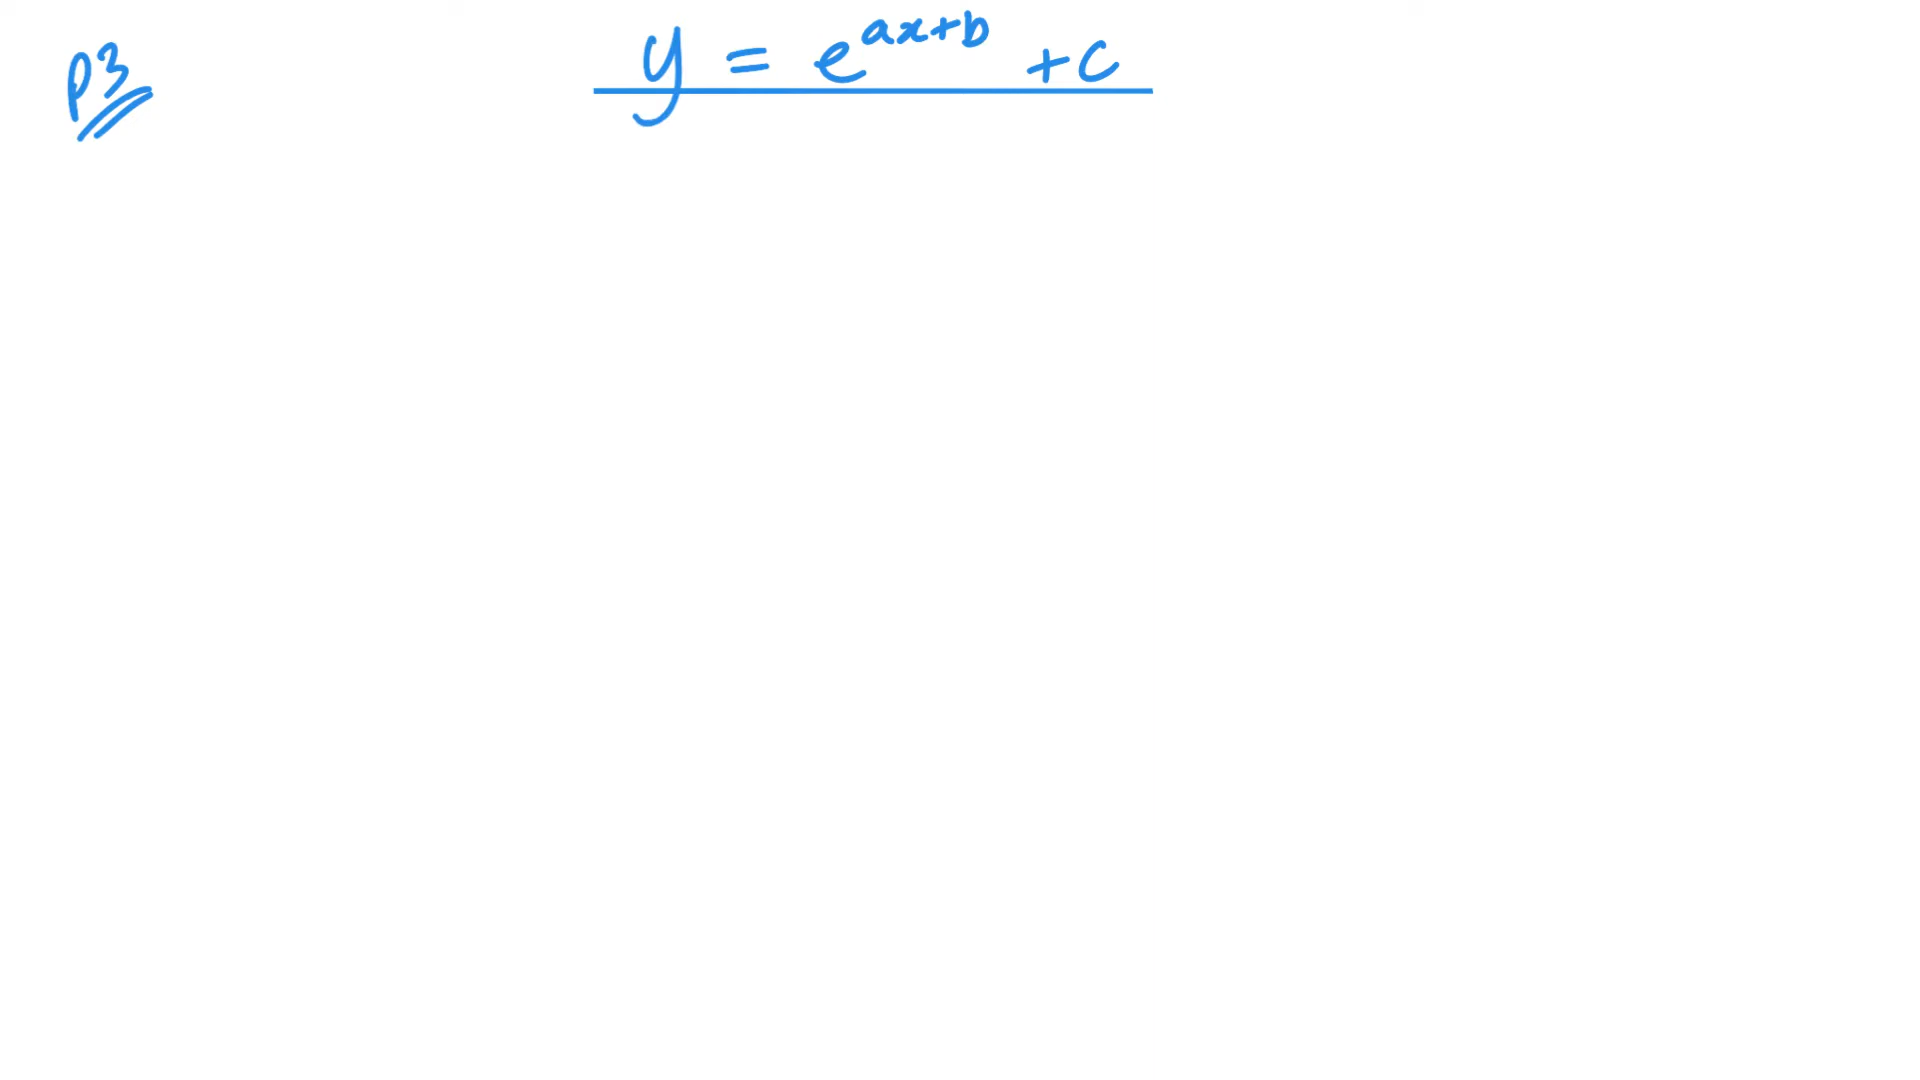 P3
y = e^{ax+b} + c